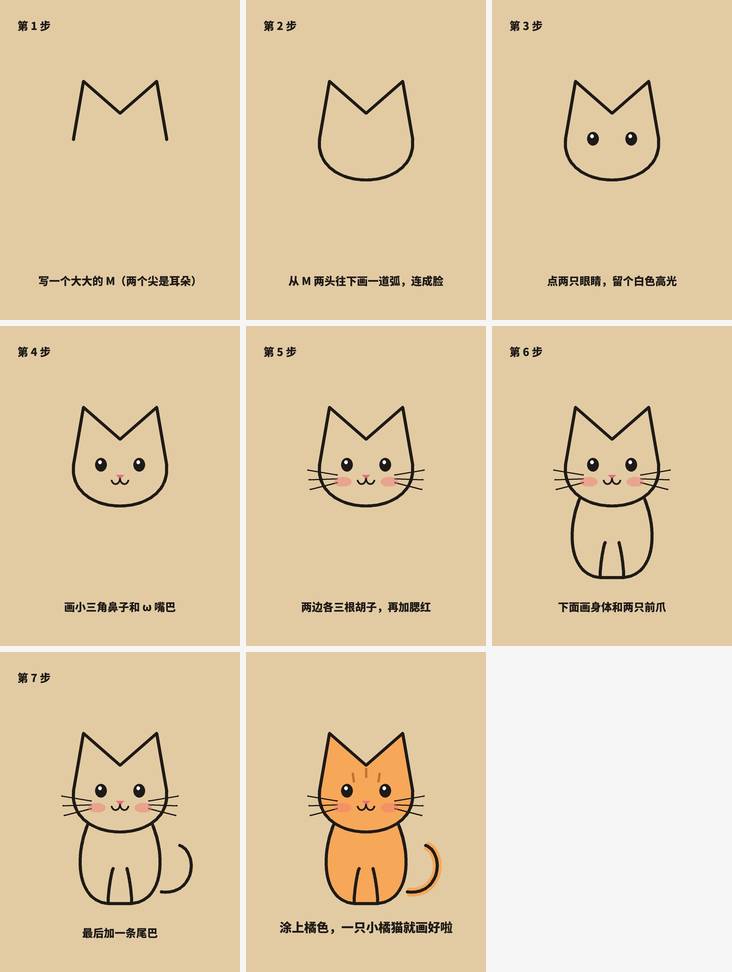 第 1 步
写一个大大的 M（两个尖是耳朵）
第 2 步
从 M 两头往下画一道弧，连成脸
第 3 步
点两只眼睛，留个白色高光
第 4 步
画小三角鼻子和 ω 嘴巴
第 5 步
两边各三根胡子，再加腮红
第 6 步
下面画身体和两只前爪
第 7 步
最后加一条尾巴
涂上橘色，一只小橘猫就画好啦